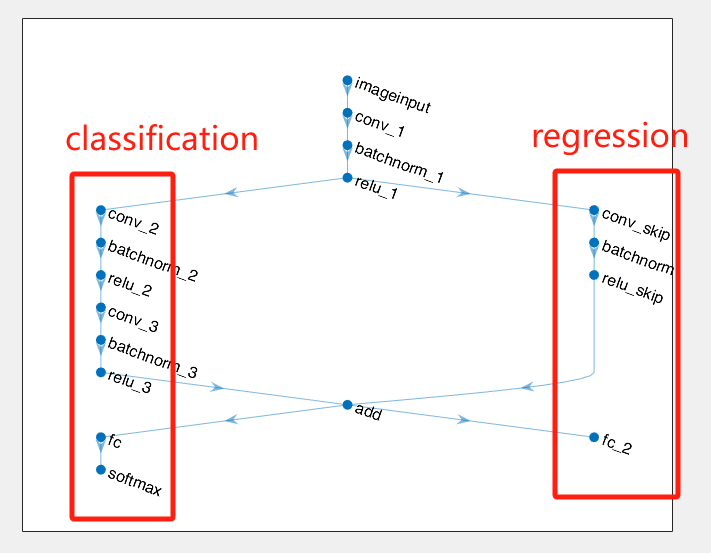 classification
regression
imageinput
conv_1
batchnorm_1
relu_1
conv_2
batchnorm_2
relu_2
conv_3
batchnorm_3
relu_3
conv_skip
batchnorm
relu_skip
add
fc
softmax
fc_2